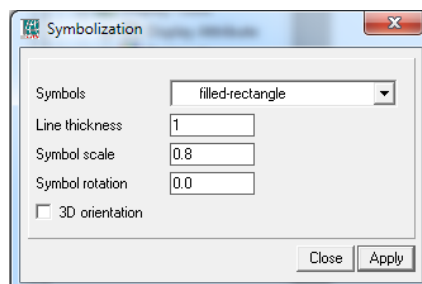 Symbolization
Symbols filled-rectangle
Line thickness 1
Symbol scale 0.8
Symbol rotation 0.0
3D orientation
Close Apply